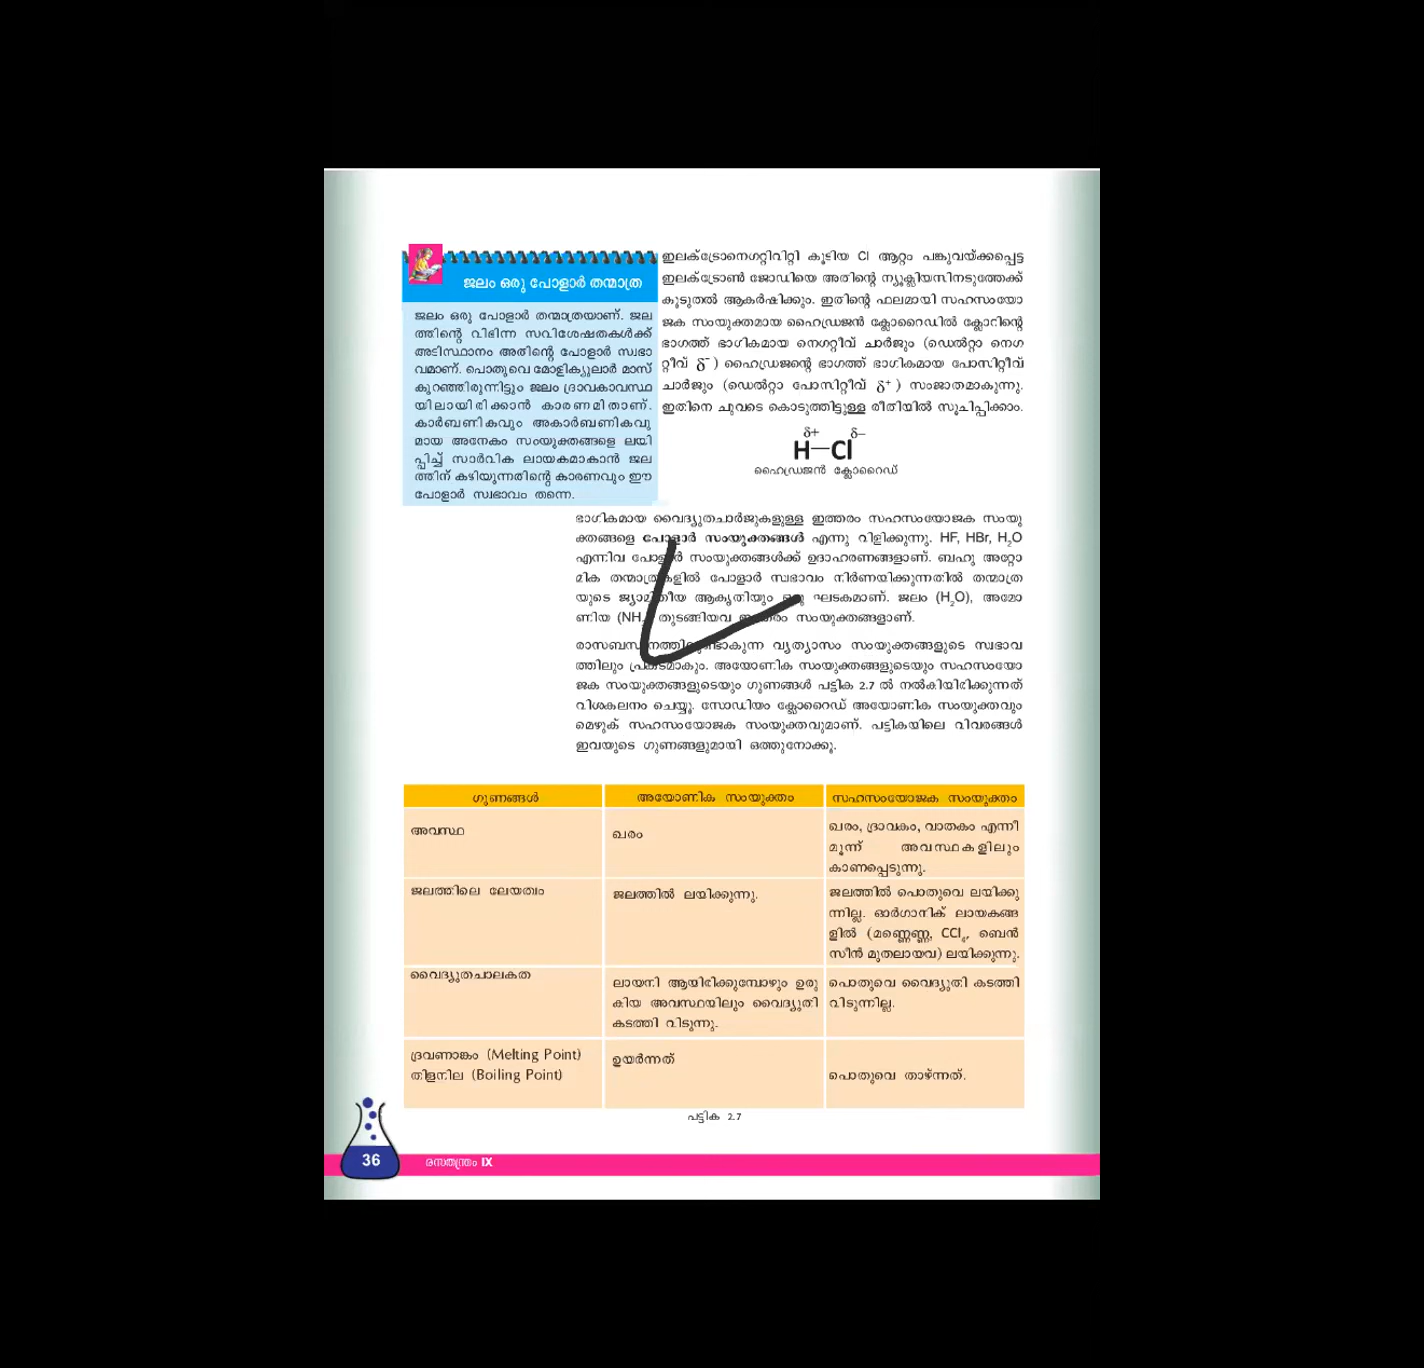 ജലം ഒരു പോളാർ തന്മാത്ര
ജലം ഒരു പോളാർ തന്മാത്രയാണ്. ജല
ത്തിന്റെ വിഭിന്ന സവിശേഷതകൾക്ക്
അടിസ്ഥാനം അതിന്റെ പോളാർ സ്വഭാ
വമാണ്. പൊതുവെ മോളിക്യുലാർ മാസ്
കുറഞ്ഞിരുന്നിട്ടും ജലം ദ്രാവകാവസ്ഥ
യിലായിരിക്കാൻ കാരണമിതാണ്.
കാർബണികവും അകാർബണികവു
മായ അനേകം സംയുക്തങ്ങളെ ലയി
പ്പിച്ച് സാർവിക ലായകമാകാൻ ജല
ത്തിന് കഴിയുന്നതിന്റെ കാരണവും ഈ
പോളാർ സ്വഭാവം തന്നെ.
ഇലക്ട്രോനെഗറ്റിവിറ്റി കൂടിയ Cl ആറ്റം പങ്കുവയ്ക്കപ്പെട്ട
ഇലക്ട്രോൺ ജോഡിയെ അതിന്റെ ന്യൂക്ലിയസിനടുത്തേക്ക്
കൂടുതൽ ആകർഷിക്കും. ഇതിന്റെ ഫലമായി സഹസംയോ
ജക സംയുക്തമായ ഹൈഡ്രജൻ ക്ലോറൈഡിൽ ക്ലോറിന്റെ
ഭാഗത്ത് ഭാഗികമായ നെഗറ്റീവ് ചാർജും (ഡെൽറ്റാ നെഗ
റ്റീവ് δ⁻ ) ഹൈഡ്രജന്റെ ഭാഗത്ത് ഭാഗികമായ പോസിറ്റീവ്
ചാർജും (ഡെൽറ്റാ പോസിറ്റീവ് δ⁺ ) സംജാതമാകുന്നു.
ഇതിനെ ചുവടെ കൊടുത്തിട്ടുള്ള രീതിയിൽ സൂചിപ്പിക്കാം.
δ+ δ–
H—Cl
ഹൈഡ്രജൻ ക്ലോറൈഡ്
ഭാഗികമായ വൈദ്യുതചാർജുകളുള്ള ഇത്തരം സഹസംയോജക സംയു
ക്തങ്ങളെ പോളാർ സംയുക്തങ്ങൾ എന്നു വിളിക്കുന്നു. HF, HBr, H₂O
എന്നിവ പോളാർ സംയുക്തങ്ങൾക്ക് ഉദാഹരണങ്ങളാണ്. ബഹു അറ്റോ
മിക തന്മാത്രകളിൽ പോളാർ സ്വഭാവം നിർണയിക്കുന്നതിൽ തന്മാത്ര
യുടെ ജ്യാമിതീയ ആകൃതിയും ഒരു ഘടകമാണ്. ജലം (H₂O), അമോ
ണിയ (NH തുടങ്ങിയവ ഇത്തരം സംയുക്തങ്ങളാണ്.
വ്യത്യാസം സംയുക്തങ്ങളുടെ സ്വഭാവ
ത്തിലും പ്രകടമാകും. അയോണിക സംയുക്തങ്ങളുടെയും സഹസംയോ
ജക സംയുക്തങ്ങളുടെയും ഗുണങ്ങൾ പട്ടിക 2.7 ൽ നൽകിയിരിക്കുന്നത്
വിശകലനം ചെയ്യൂ. സോഡിയം ക്ലോറൈഡ് അയോണിക സംയുക്തവും
മെഴുക് സഹസംയോജക സംയുക്തവുമാണ്. പട്ടികയിലെ വിവരങ്ങൾ
ഇവയുടെ ഗുണങ്ങളുമായി ഒത്തുനോക്കൂ.
ഗുണങ്ങൾ അയോണിക സംയുക്തം സഹസംയോജക സംയുക്തം
അവസ്ഥ
ഖരം
ഖരം, ദ്രാവകം, വാതകം എന്നീ
മൂന്ന് അവസ്ഥകളിലും
കാണപ്പെടുന്നു.
ജലത്തിലെ ലേയത്വം
ജലത്തിൽ ലയിക്കുന്നു.
ജലത്തിൽ പൊതുവെ ലയിക്കു
ന്നില്ല. ഓർഗാനിക് ലായകങ്ങ
ളിൽ (മണ്ണെണ്ണ, CCl₄, ബെൻ
സീൻ മുതലായവ) ലയിക്കുന്നു.
വൈദ്യുതചാലകത
ലായനി ആയിരിക്കുമ്പോഴും ഉരു
കിയ അവസ്ഥയിലും വൈദ്യുതി
കടത്തി വിടുന്നു.
പൊതുവെ വൈദ്യുതി കടത്തി
വിടുന്നില്ല.
ദ്രവണാങ്കം (Melting Point)
തിളനില (Boiling Point)
ഉയർന്നത്
പൊതുവെ താഴ്ന്നത്.
പട്ടിക 2.7
36
രസതന്ത്രം IX